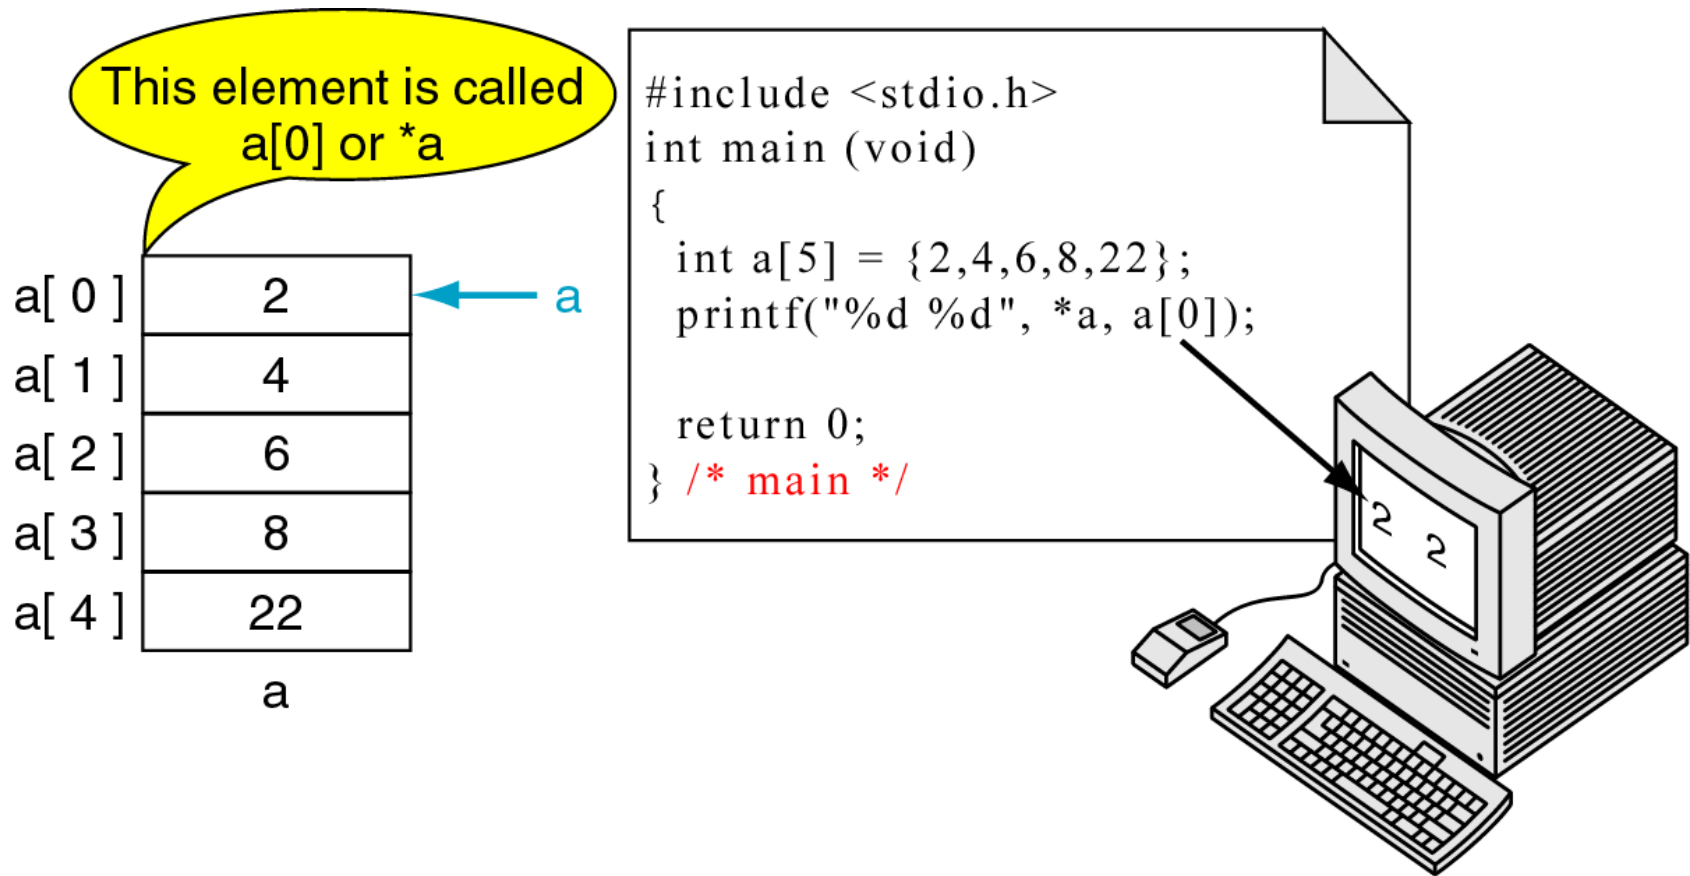 This element is called
a[0] or *a
a[ 0 ] 2 a
a[ 1 ] 4
a[ 2 ] 6
a[ 3 ] 8
a[ 4 ] 22
a
#include <stdio.h>
int main (void)
{
int a[5] = {2,4,6,8,22};
printf("%d %d", *a, a[0]);
return 0;
} /* main */
2 2